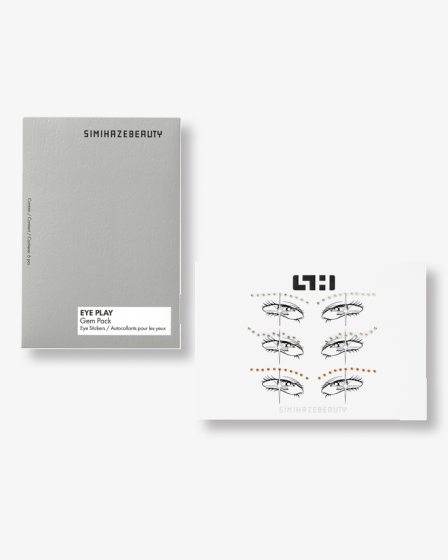 SIMIHAZEBEAUTY
EYE PLAY
Gem Pack
Eye Stickers / Autocollants pour les yeux
SIMIHAZEBEAUTY